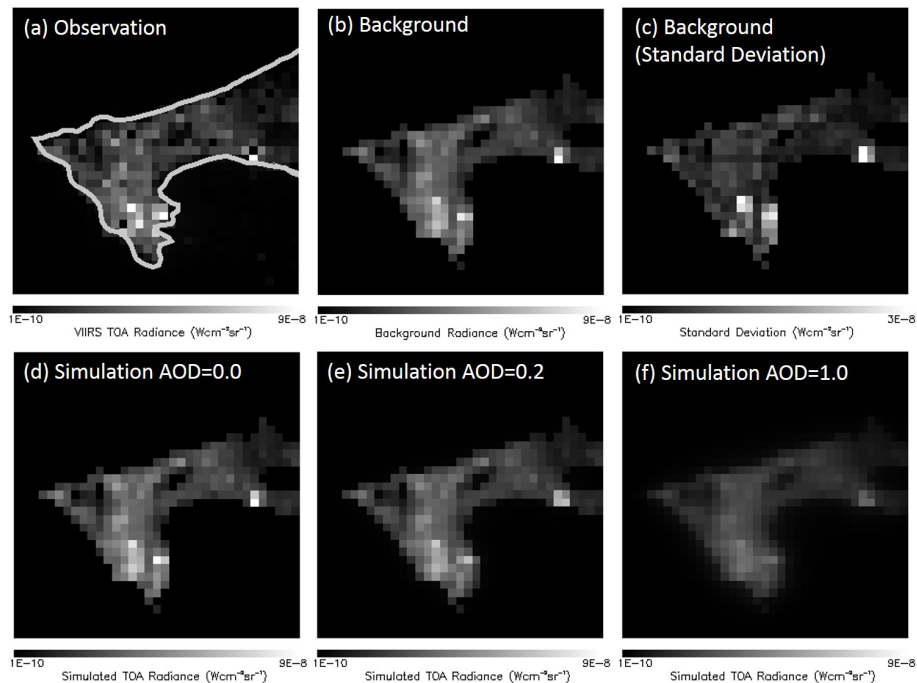 (a) Observation
(b) Background
(c) Background
(Standard Deviation)
1E-10 9E-8
VIIRS TOA Radiance (Wcm⁻²sr⁻¹)
1E-10 9E-8
Background Radiance (Wcm⁻²sr⁻¹)
1E-10 3E-8
Standard Deviation (Wcm⁻²sr⁻¹)
(d) Simulation AOD=0.0
(e) Simulation AOD=0.2
(f) Simulation AOD=1.0
1E-10 9E-8
Simulated TOA Radiance (Wcm⁻²sr⁻¹)
1E-10 9E-8
Simulated TOA Radiance (Wcm⁻²sr⁻¹)
1E-10 9E-8
Simulated TOA Radiance (Wcm⁻²sr⁻¹)